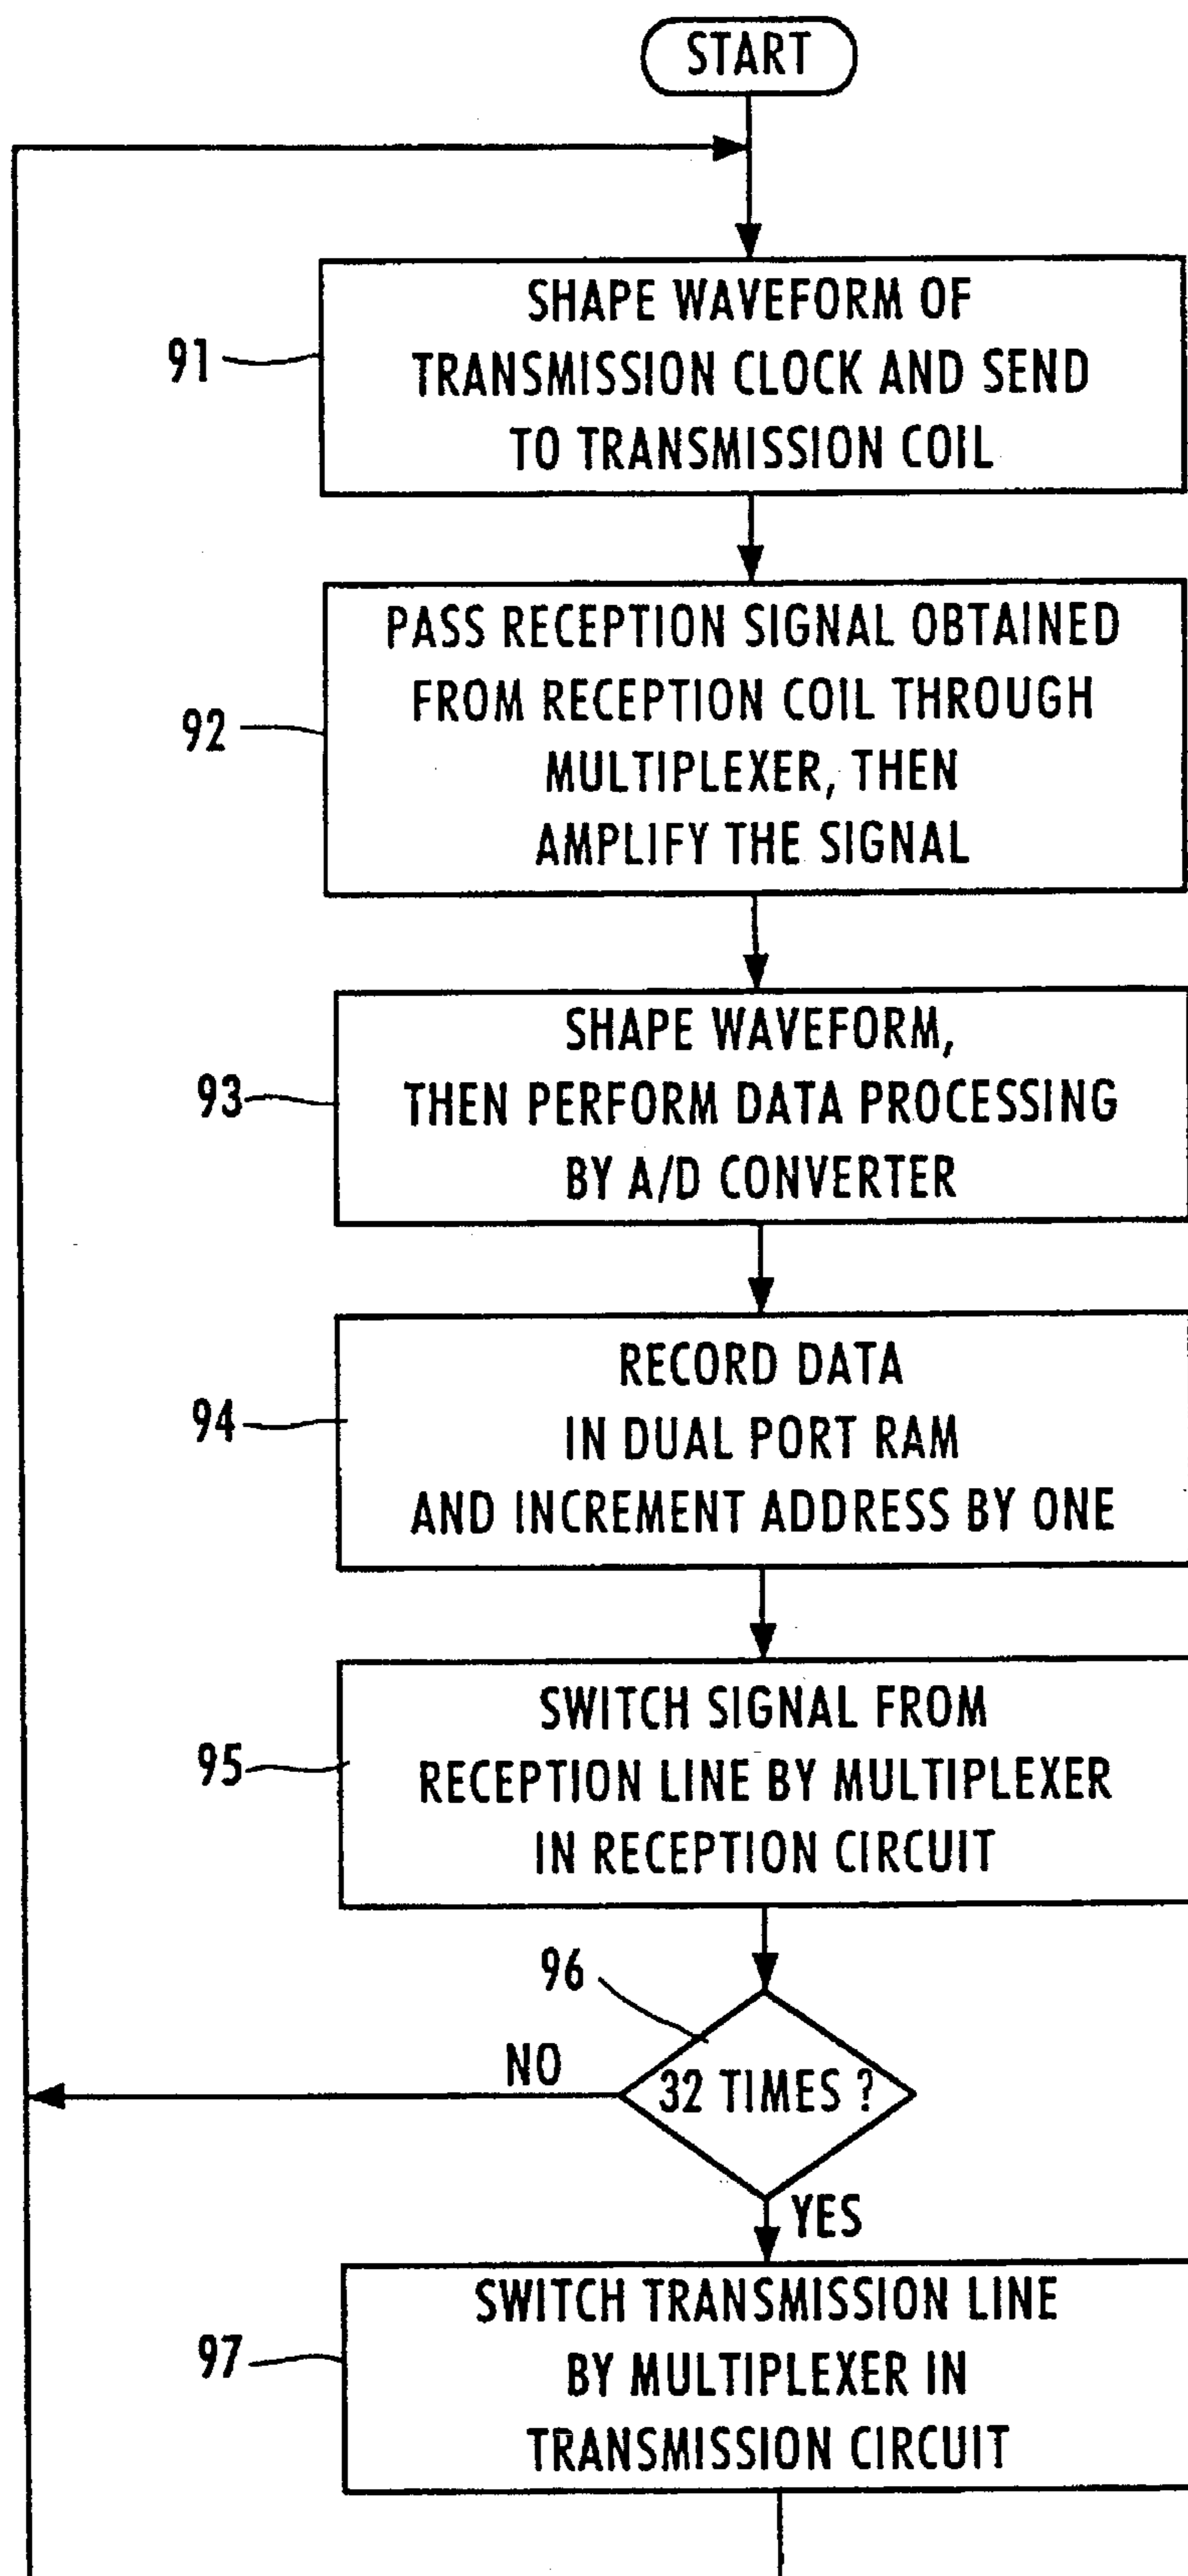 START
91
SHAPE WAVEFORM OF
TRANSMISSION CLOCK AND SEND
TO TRANSMISSION COIL
92
PASS RECEPTION SIGNAL OBTAINED
FROM RECEPTION COIL THROUGH
MULTIPLEXER, THEN
AMPLIFY THE SIGNAL
93
SHAPE WAVEFORM,
THEN PERFORM DATA PROCESSING
BY A/D CONVERTER
94
RECORD DATA
IN DUAL PORT RAM
AND INCREMENT ADDRESS BY ONE
95
SWITCH SIGNAL FROM
RECEPTION LINE BY MULTIPLEXER
IN RECEPTION CIRCUIT
96
NO
32 TIMES ?
YES
97
SWITCH TRANSMISSION LINE
BY MULTIPLEXER IN
TRANSMISSION CIRCUIT